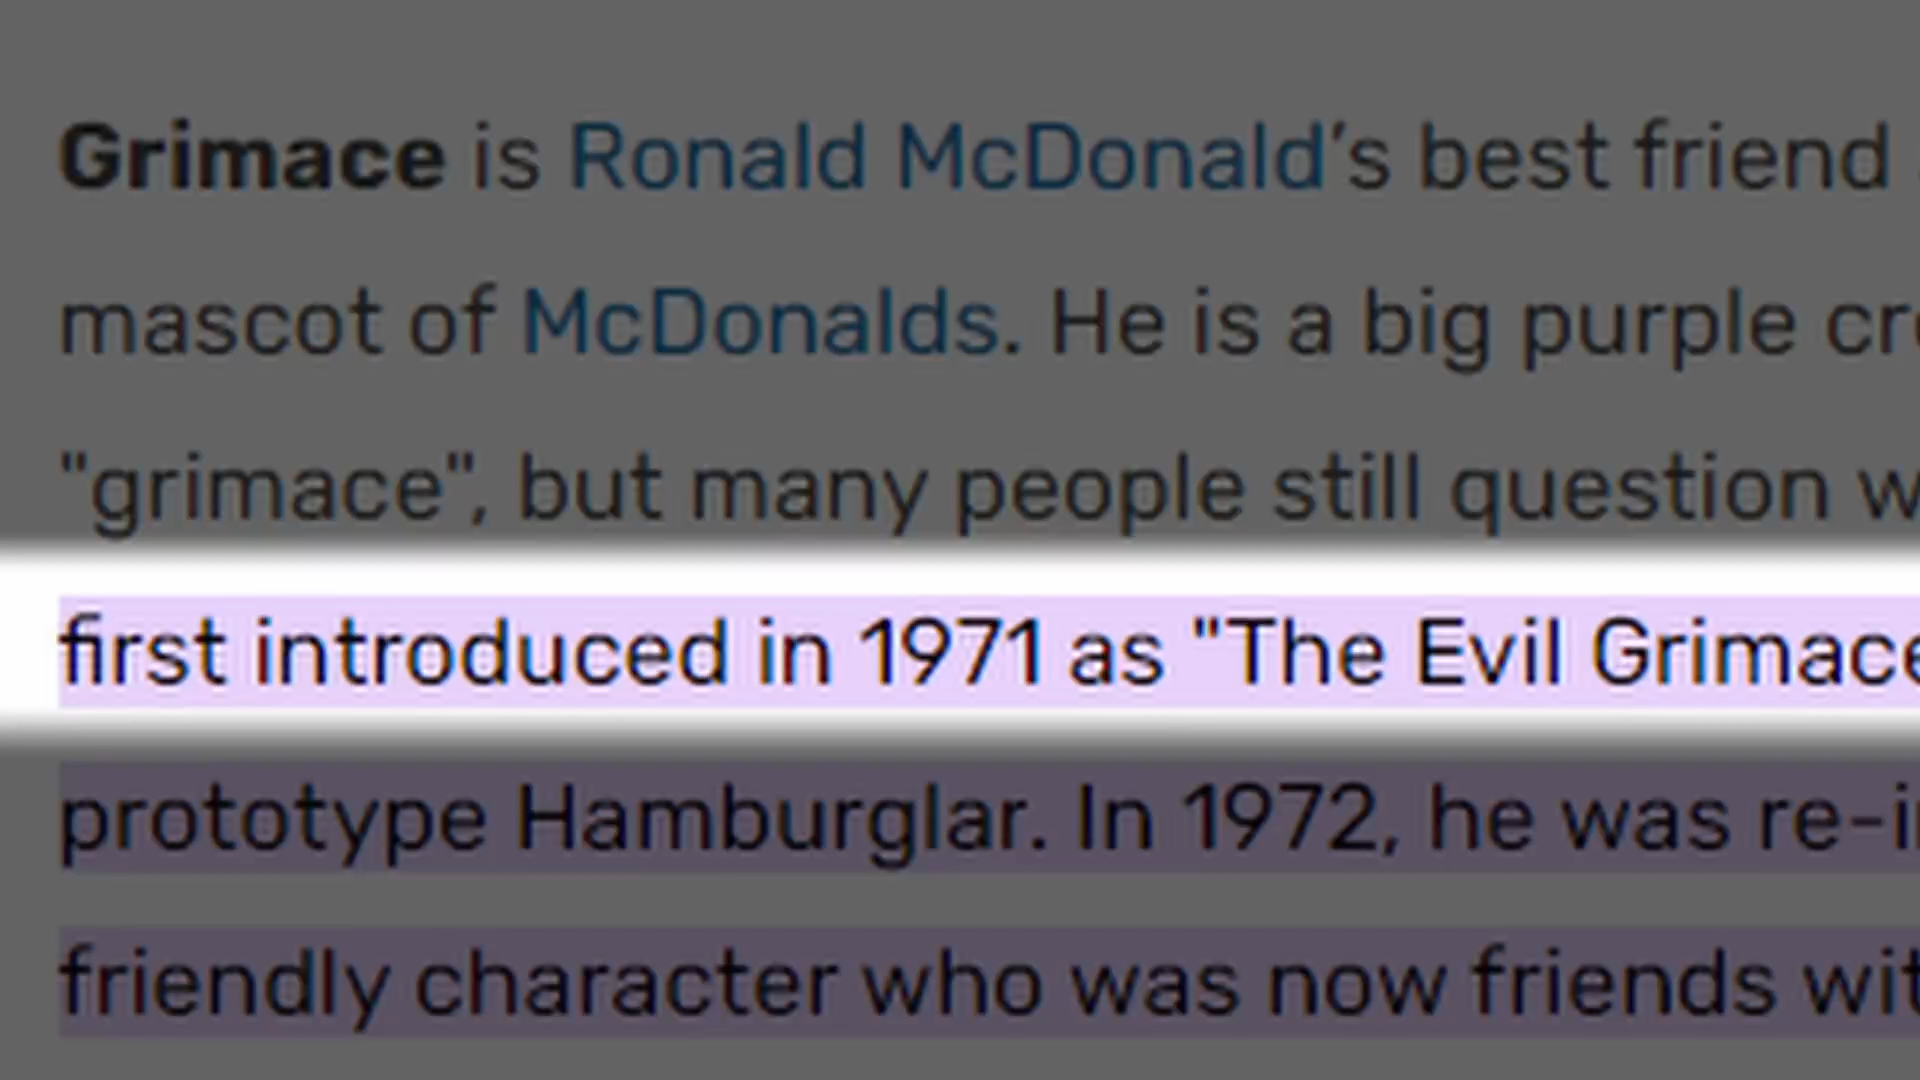 Grimace is Ronald McDonald’s best friend
mascot of McDonalds. He is a big purple
"grimace", but many people still question
first introduced in 1971 as "The Evil Grimace
prototype Hamburglar. In 1972, he was
friendly character who was now friends